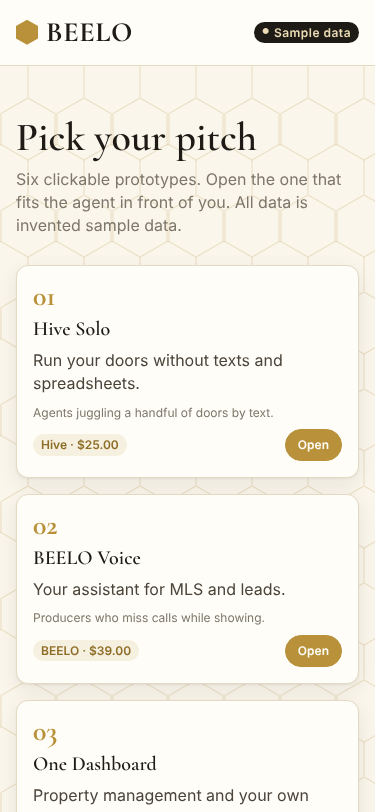 BEELO
Sample data
Pick your pitch
Six clickable prototypes. Open the one that
fits the agent in front of you. All data is
invented sample data.
01
Hive Solo
Run your doors without texts and
spreadsheets.
Agents juggling a handful of doors by text.
Hive · $25.00
Open
02
BEELO Voice
Your assistant for MLS and leads.
Producers who miss calls while showing.
BEELO · $39.00
Open
03
One Dashboard
Property management and your own